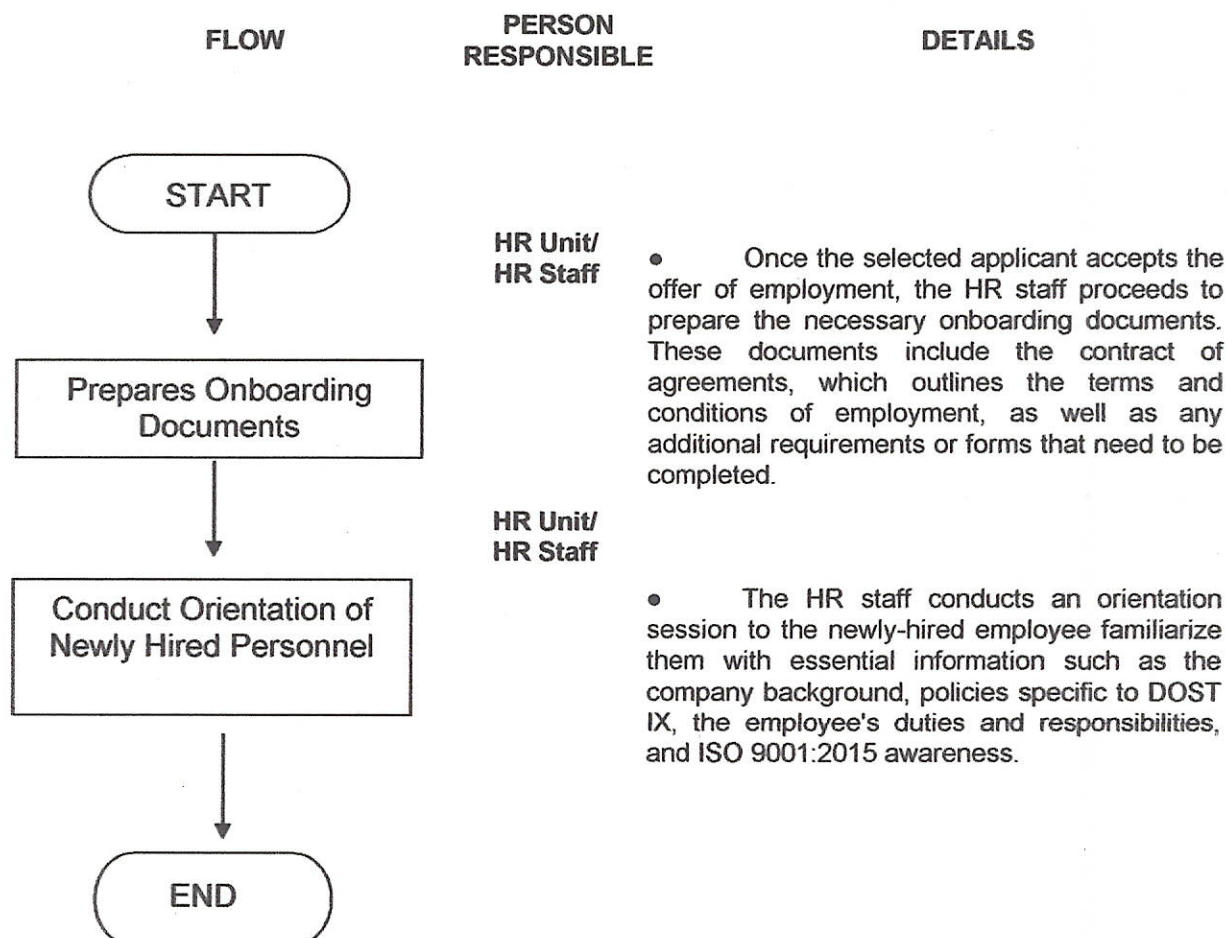 FLOW
PERSON
RESPONSIBLE
DETAILS
START
HR Unit/
HR Staff
• Once the selected applicant accepts the
offer of employment, the HR staff proceeds to
prepare the necessary onboarding documents.
These documents include the contract of
agreements, which outlines the terms and
conditions of employment, as well as any
additional requirements or forms that need to be
completed.
Prepares Onboarding
Documents
HR Unit/
HR Staff
Conduct Orientation of
Newly Hired Personnel
• The HR staff conducts an orientation
session to the newly-hired employee familiarize
them with essential information such as the
company background, policies specific to DOST
IX, the employee's duties and responsibilities,
and ISO 9001:2015 awareness.
END